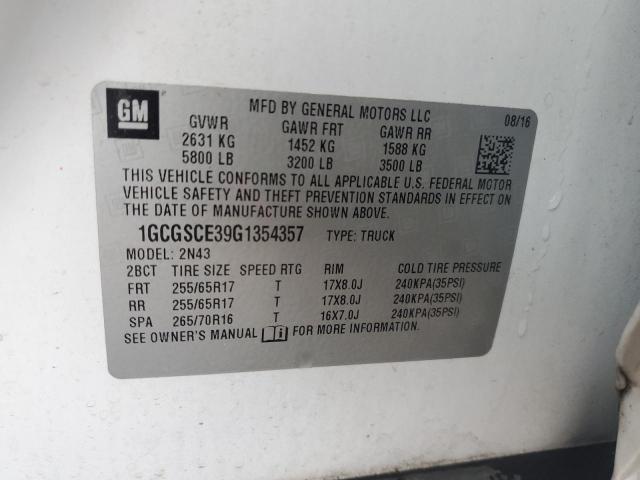 GM
MFD BY GENERAL MOTORS LLC 08/16
GVWR GAWR FRT GAWR RR
2631 KG 1452 KG 1588 KG
5800 LB 3200 LB 3500 LB
THIS VEHICLE CONFORMS TO ALL APPLICABLE U.S. FEDERAL MOTOR
VEHICLE SAFETY AND THEFT PREVENTION STANDARDS IN EFFECT ON
THE DATE OF MANUFACTURE SHOWN ABOVE.
1GCGSCE39G1354357 TYPE: TRUCK
MODEL: 2N43
2BCT TIRE SIZE SPEED RTG RIM COLD TIRE PRESSURE
FRT 255/65R17 T 17X8.0J 240KPA(35PSI)
RR 255/65R17 T 17X8.0J 240KPA(35PSI)
SPA 265/70R16 T 16X7.0J 240KPA(35PSI)
SEE OWNER'S MANUAL FOR MORE INFORMATION.